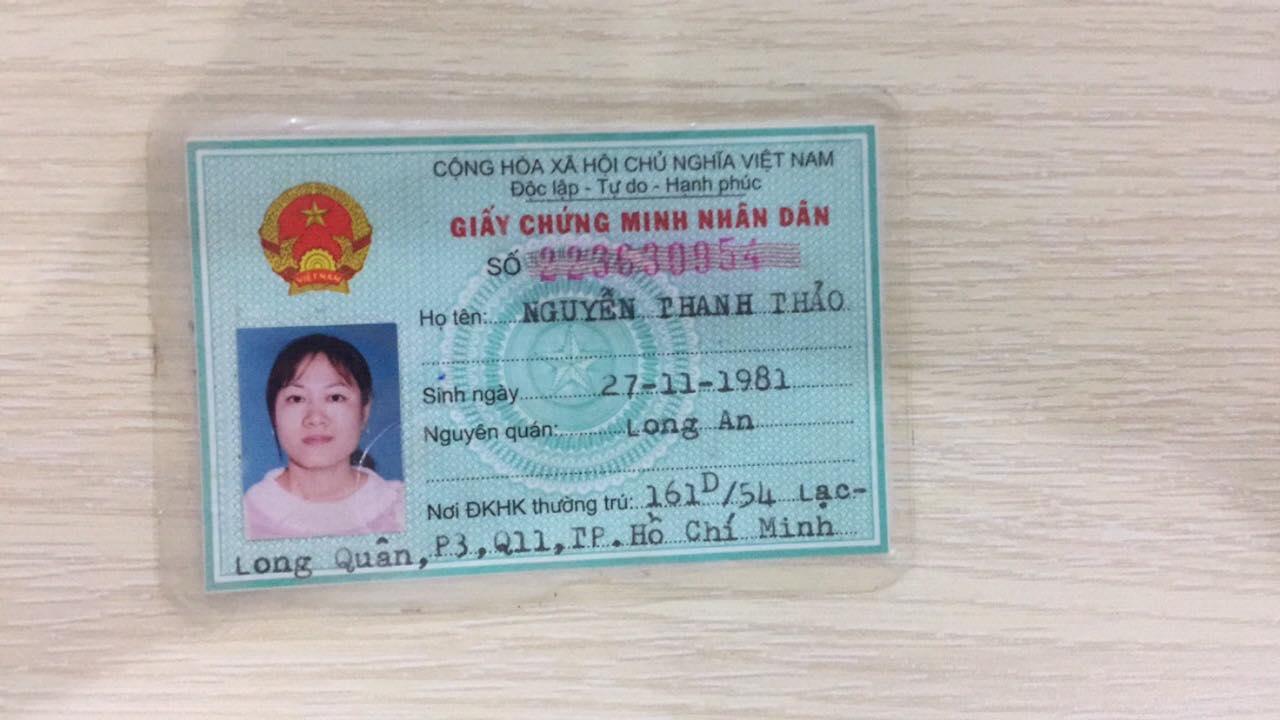 CỘNG HÒA XÃ HỘI CHỦ NGHĨA VIỆT NAM
Độc lập - Tự do - Hạnh phúc
GIẤY CHỨNG MINH NHÂN DÂN
SỐ 223630954
VIỆT NAM
Họ tên: NGUYỄN THANH THẢO
Sinh ngày 27-11-1981
Nguyên quán: Long An
Nơi ĐKHK thường trú: 161D/54 Lạc-
Long Quân, P3, Q11, TP. Hồ Chí Minh